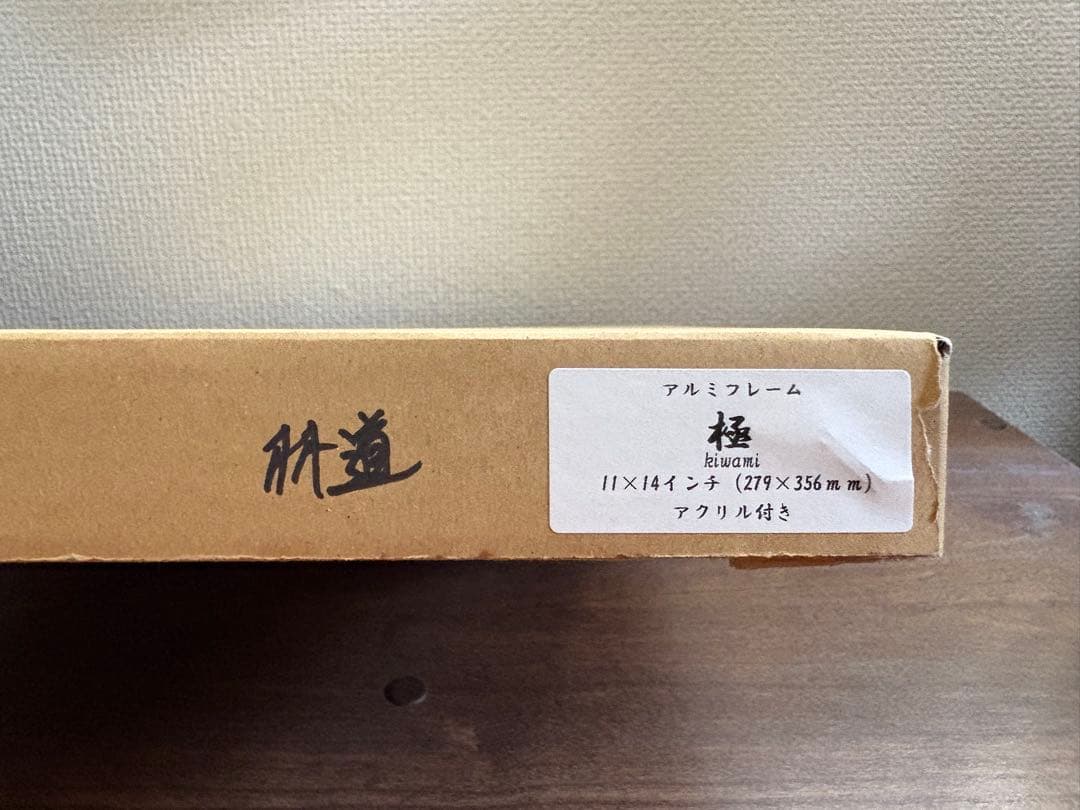 道
アルミフレーム
極
kiwami
11×14インチ (279×356mm)
アクリル付き